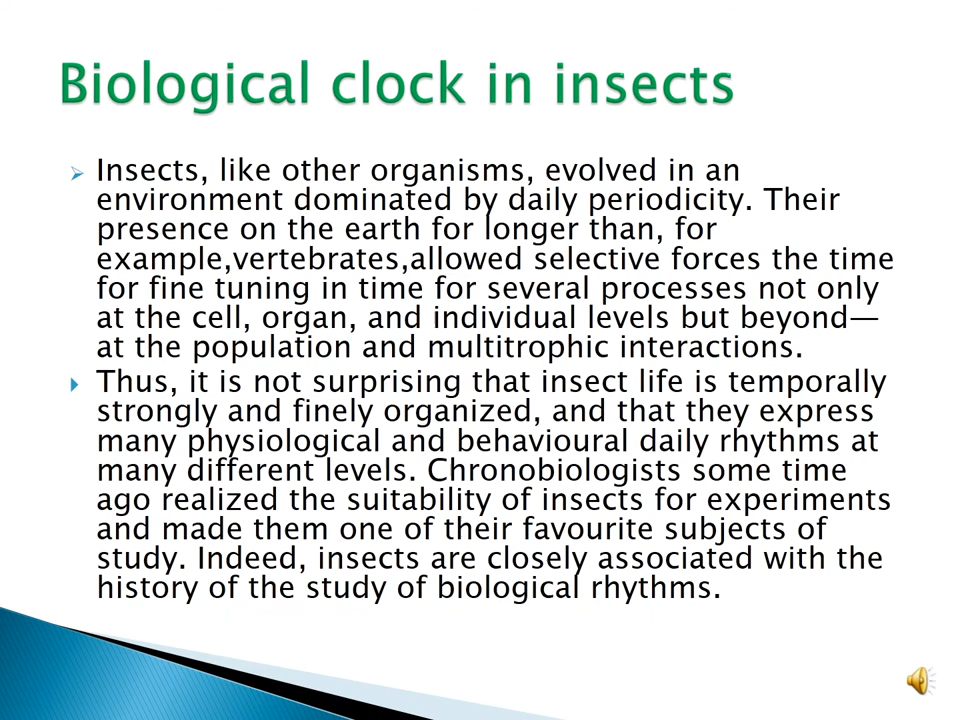 Biological clock in insects
Insects, like other organisms, evolved in an
environment dominated by daily periodicity. Their
presence on the earth for longer than, for
example,vertebrates,allowed selective forces the time
for fine tuning in time for several processes not only
at the cell, organ, and individual levels but beyond—
at the population and multitrophic interactions.
Thus, it is not surprising that insect life is temporally
strongly and finely organized, and that they express
many physiological and behavioural daily rhythms at
many different levels. Chronobiologists some time
ago realized the suitability of insects for experiments
and made them one of their favourite subjects of
study. Indeed, insects are closely associated with the
history of the study of biological rhythms.